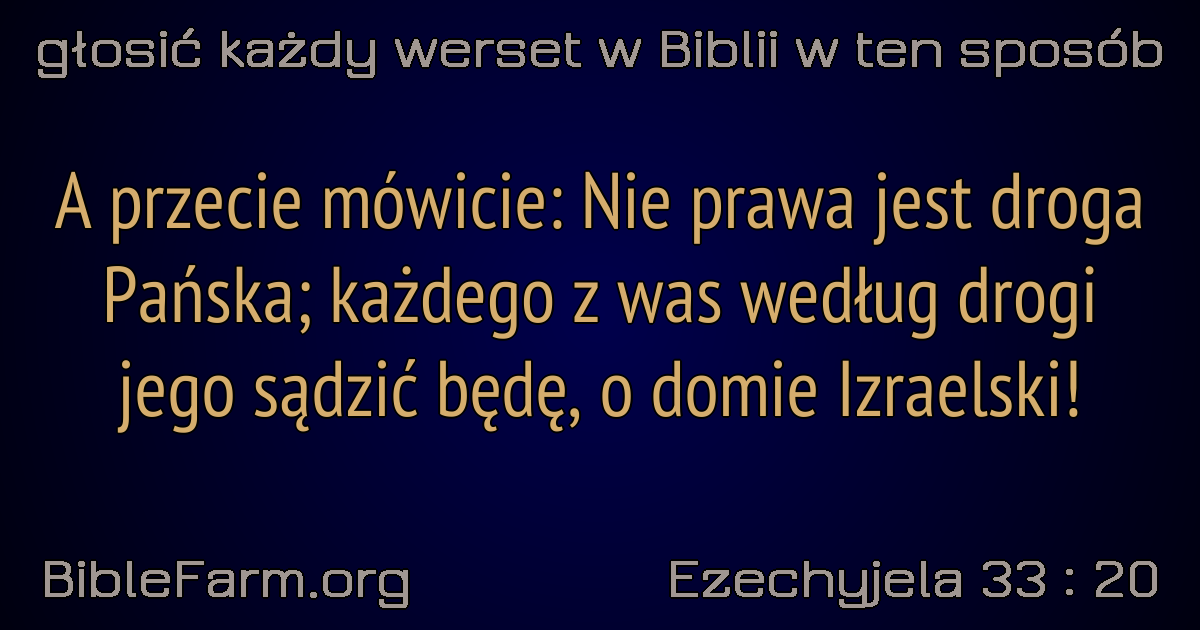 głosić każdy werset w Biblii w ten sposób
A przecie mówicie: Nie prawa jest droga
Pańska; każdego z was według drogi
jego sądzić będę, o domie Izraelski!
BibleFarm.org
Ezechyjela 33 : 20